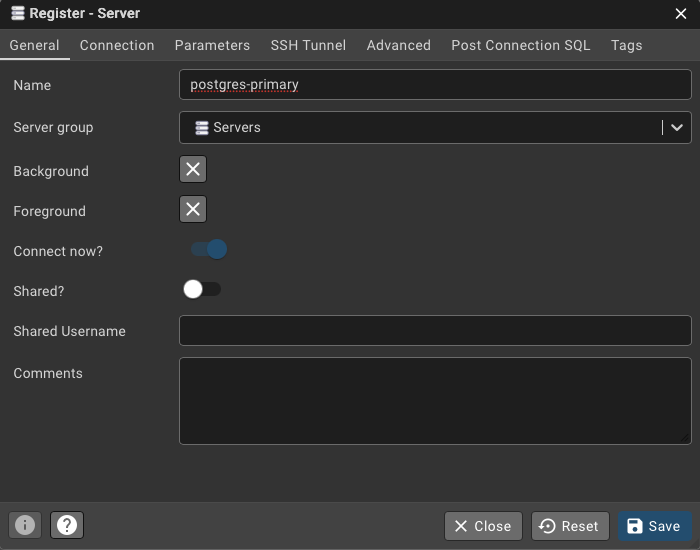 Register - Server
General Connection Parameters SSH Tunnel Advanced Post Connection SQL Tags
Name postgres-primary
Server group Servers
Background
Foreground
Connect now?
Shared?
Shared Username
Comments
Close Reset Save